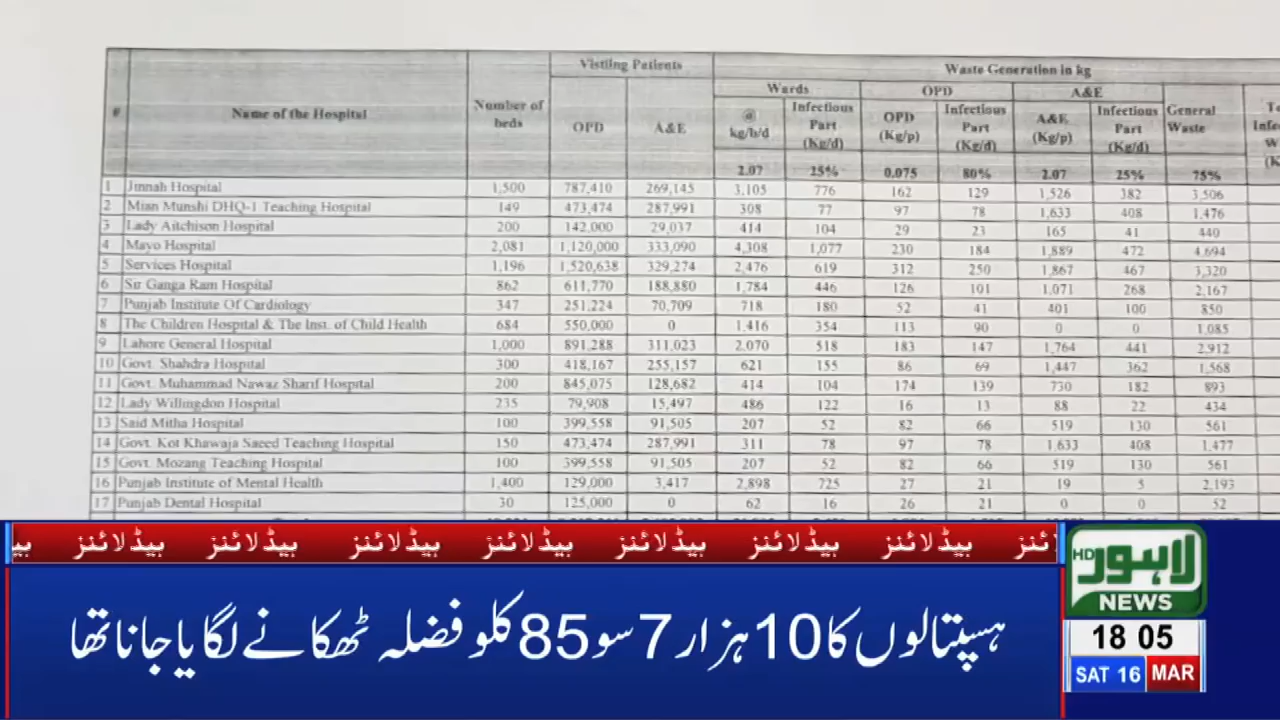 Visiting Patients
Waste Generation in kg
Wards
OPD
A&E
# Name of the Hospital Number of beds OPD A&E @ kg/b/d Infectious Part (Kg/d) OPD (Kg/p) Infectious Part (Kg/d) A&E (Kg/p) Infectious Part (Kg/d) General Waste
2.07 25% 0.075 80% 2.07 25% 75%
1 Jinnah Hospital 1,500 787,410 269,145 3,105 776 162 129 1,526 382 3,506
2 Mian Munshi DHQ-1 Teaching Hospital 149 473,474 287,991 308 77 97 78 1,633 408 1,476
3 Lady Aitchison Hospital 200 142,000 29,037 414 104 29 23 165 41 440
4 Mayo Hospital 2,081 1,120,000 333,090 4,308 1,077 230 184 1,889 472 4,694
5 Services Hospital 1,196 1,520,638 329,274 2,476 619 312 250 1,867 467 3,320
6 Sir Ganga Ram Hospital 862 611,770 188,880 1,784 446 126 101 1,071 268 2,167
7 Punjab Institute Of Cardiology 347 251,224 70,709 718 180 52 41 401 100 850
8 The Children Hospital & The Inst. of Child Health 684 550,000 0 1,416 354 113 90 0 0 1,085
9 Lahore General Hospital 1,000 891,288 311,023 2,070 518 183 147 1,764 441 2,912
10 Govt. Shahdra Hospital 300 418,167 255,157 621 155 86 69 1,447 362 1,568
11 Govt. Muhammad Nawaz Sharif Hospital 200 845,075 128,682 414 104 174 139 730 182 893
12 Lady Willingdon Hospital 235 79,908 15,497 486 122 16 13 88 22 434
13 Said Mitha Hospital 100 399,558 91,505 207 52 82 66 519 130 561
14 Govt. Kot Khawaja Saeed Teaching Hospital 150 473,474 287,991 311 78 97 78 1,633 408 1,477
15 Govt. Mozang Teaching Hospital 100 399,558 91,505 207 52 82 66 519 130 561
16 Punjab Institute of Mental Health 1,400 129,000 3,417 2,898 725 27 21 19 5 2,193
17 Punjab Dental Hospital 30 125,000 0 62 16 26 21 0 0 52
ہیڈلائنز ہیڈلائنز ہیڈلائنز ہیڈلائنز ہیڈلائنز ہیڈلائنز ہیڈلائنز
ہسپتالوں کا 10 ہزار 7 سو 85 کلو فضلہ ٹھکانے لگایا جانا تھا
لاہور HD
NEWS
18 05
SAT 16 MAR